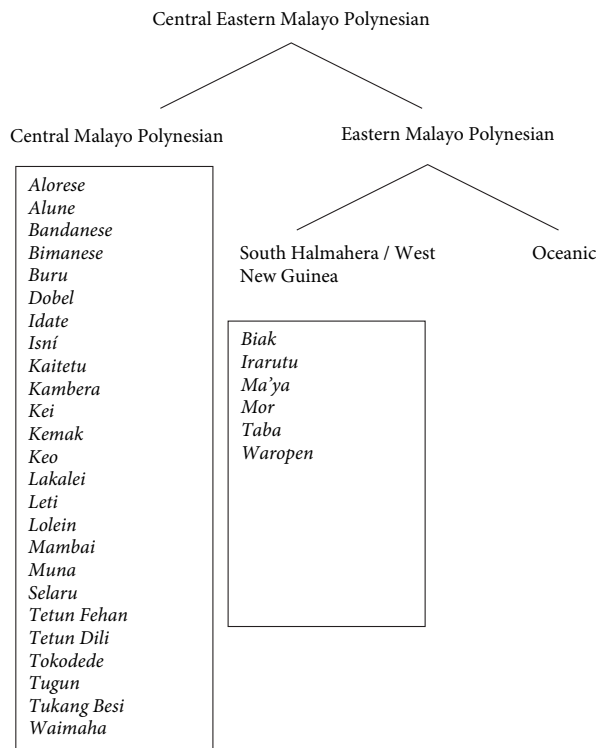 Central Eastern Malayo Polynesian
Central Malayo Polynesian
Eastern Malayo Polynesian
Alorese
Alune
Bandanese
Bimanese
Buru
Dobel
Idate
Isní
Kaitetu
Kambera
Kei
Kemak
Keo
Lakalei
Leti
Lolein
Mambai
Muna
Selaru
Tetun Fehan
Tetun Dili
Tokodede
Tugun
Tukang Besi
Waimaha
South Halmahera / West
New Guinea
Oceanic
Biak
Irarutu
Ma’ya
Mor
Taba
Waropen